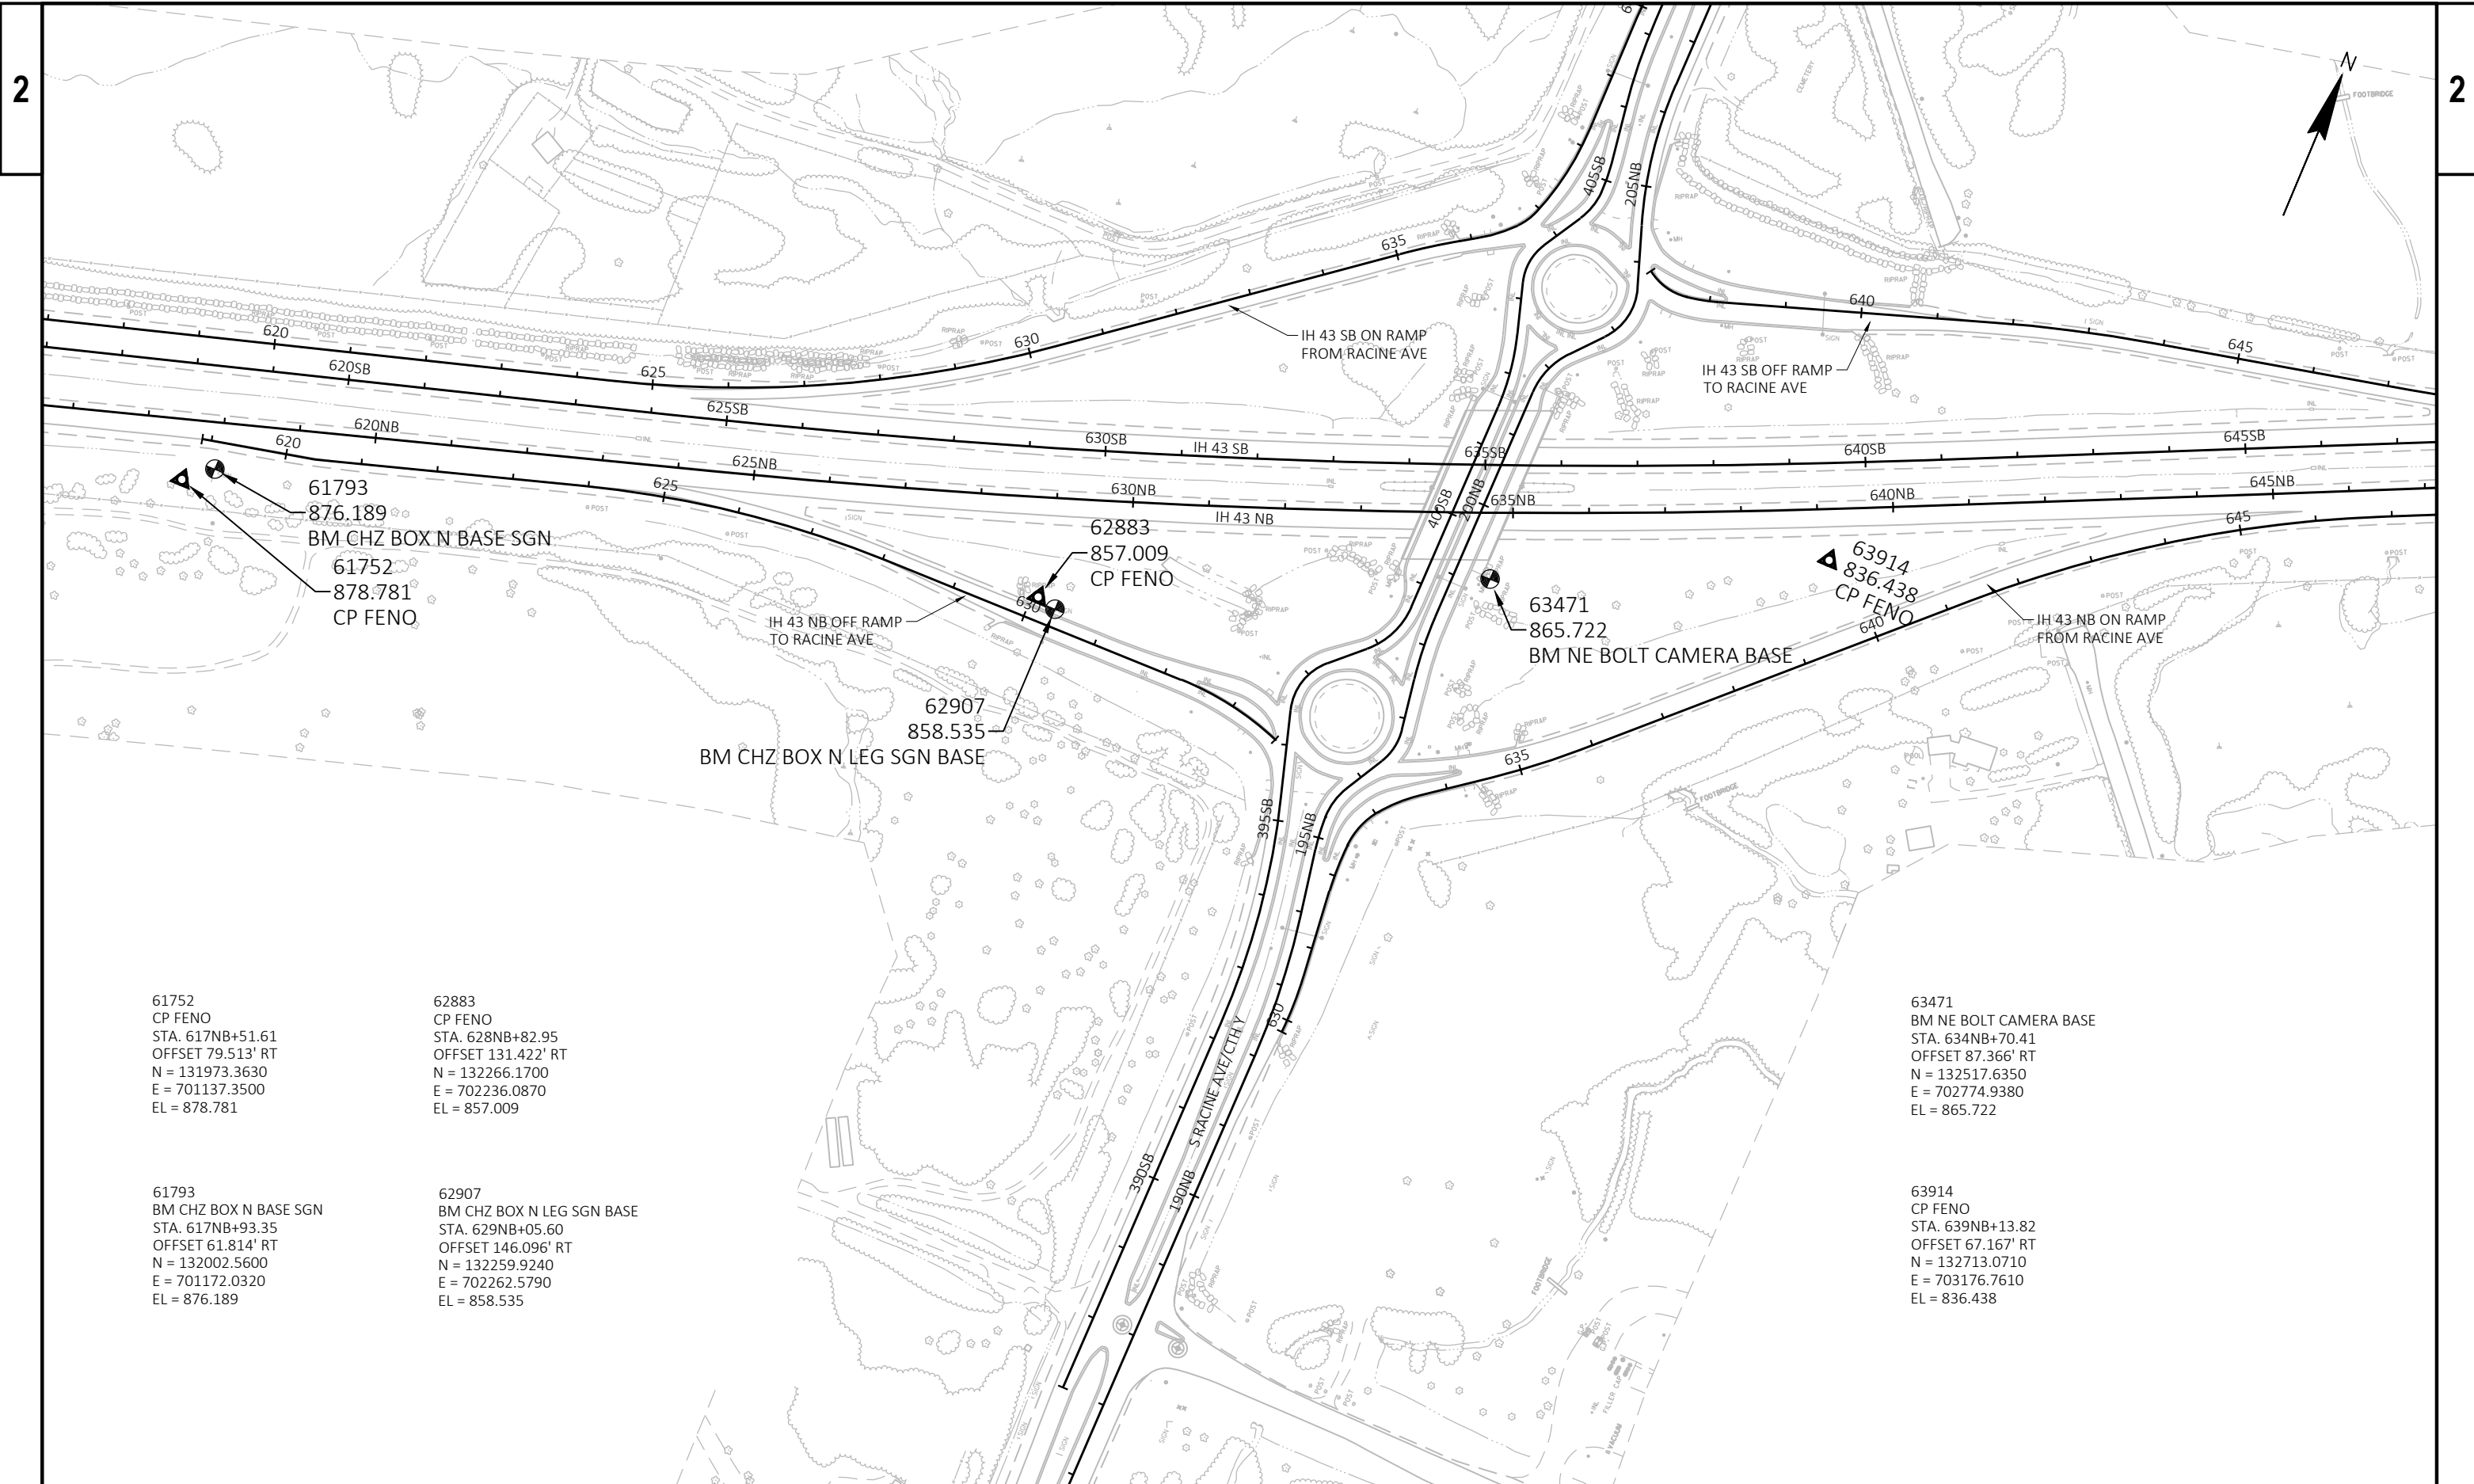 2
2
N
FOOTBRIDGE
CEMETERY
405SB
205NB
635
640
645
IH 43 SB ON RAMP
FROM RACINE AVE
IH 43 SB OFF RAMP
TO RACINE AVE
620
625
630
620SB
625SB
630SB
IH 43 SB
635SB
640SB
645SB
620NB
625NB
630NB
IH 43 NB
635NB
640NB
645NB
400SB
200NB
620
625
630
645
640
635
61793
876.189
BM CHZ BOX N BASE SGN
61752
878.781
CP FENO
62883
857.009
CP FENO
IH 43 NB OFF RAMP
TO RACINE AVE
62907
858.535
BM CHZ BOX N LEG SGN BASE
63471
865.722
BM NE BOLT CAMERA BASE
63914
836.438
CP FENO
IH 43 NB ON RAMP
FROM RACINE AVE
POOL
FOOTBRIDGE
395SB
195NB
630
S RACINE AVE/CTH Y
390SB
190NB
FOOTBRIDGE
FILLER CAP
VACUUM
61752
CP FENO
STA. 617NB+51.61
OFFSET 79.513' RT
N = 131973.3630
E = 701137.3500
EL = 878.781
62883
CP FENO
STA. 628NB+82.95
OFFSET 131.422' RT
N = 132266.1700
E = 702236.0870
EL = 857.009
63471
BM NE BOLT CAMERA BASE
STA. 634NB+70.41
OFFSET 87.366' RT
N = 132517.6350
E = 702774.9380
EL = 865.722
61793
BM CHZ BOX N BASE SGN
STA. 617NB+93.35
OFFSET 61.814' RT
N = 132002.5600
E = 701172.0320
EL = 876.189
62907
BM CHZ BOX N LEG SGN BASE
STA. 629NB+05.60
OFFSET 146.096' RT
N = 132259.9240
E = 702262.5790
EL = 858.535
63914
CP FENO
STA. 639NB+13.82
OFFSET 67.167' RT
N = 132713.0710
E = 703176.7610
EL = 836.438